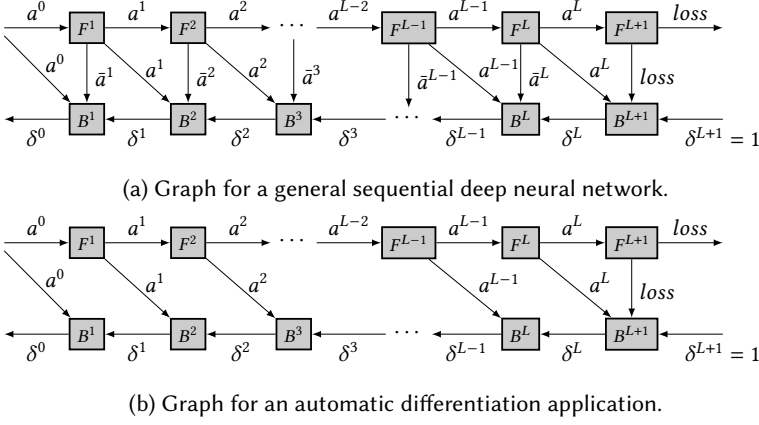 a^0 F^1 a^1 F^2 a^2 ··· a^{L−2} F^{L−1} a^{L−1} F^L a^L F^{L+1} loss
a^0 ā^1 a^1 ā^2 a^2 ā^3 ā^{L−1} a^{L−1} ā^L a^L loss
B^1 B^2 B^3 ··· B^L B^{L+1}
δ^0 δ^1 δ^2 δ^3 δ^{L−1} δ^L δ^{L+1} = 1
(a) Graph for a general sequential deep neural network.
a^0 F^1 a^1 F^2 a^2 ··· a^{L−2} F^{L−1} a^{L−1} F^L a^L F^{L+1} loss
a^0 a^1 a^2 a^{L−1} a^L loss
B^1 B^2 B^3 ··· B^L B^{L+1}
δ^0 δ^1 δ^2 δ^3 δ^{L−1} δ^L δ^{L+1} = 1
(b) Graph for an automatic differentiation application.